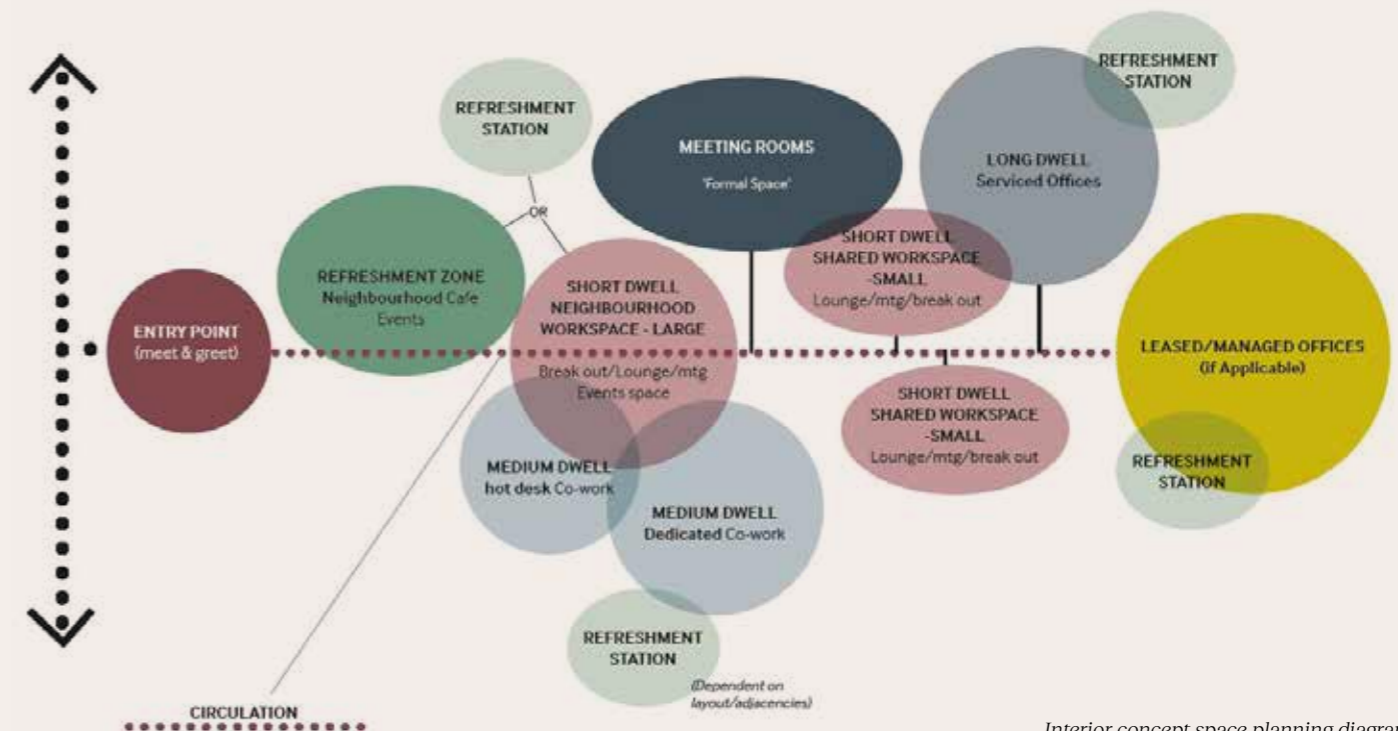 REFRESHMENT
STATION
REFRESHMENT
STATION
MEETING ROOMS
'Formal Space'
LONG DWELL
Serviced Offices
OR
SHORT DWELL
SHARED WORKSPACE
-SMALL
Lounge/mtg/break out
REFRESHMENT ZONE
Neighbourhood Cafe
Events
SHORT DWELL
NEIGHBOURHOOD
WORKSPACE - LARGE
Break out/Lounge/mtg
Events space
ENTRY POINT
(meet & greet)
LEASED/MANAGED OFFICES
(if Applicable)
SHORT DWELL
SHARED WORKSPACE
-SMALL
Lounge/mtg/break out
MEDIUM DWELL
hot desk Co-work
REFRESHMENT
STATION
MEDIUM DWELL
Dedicated Co-work
REFRESHMENT
STATION
(Dependent on
layout/adjacencies)
CIRCULATION
Interior concept space planning